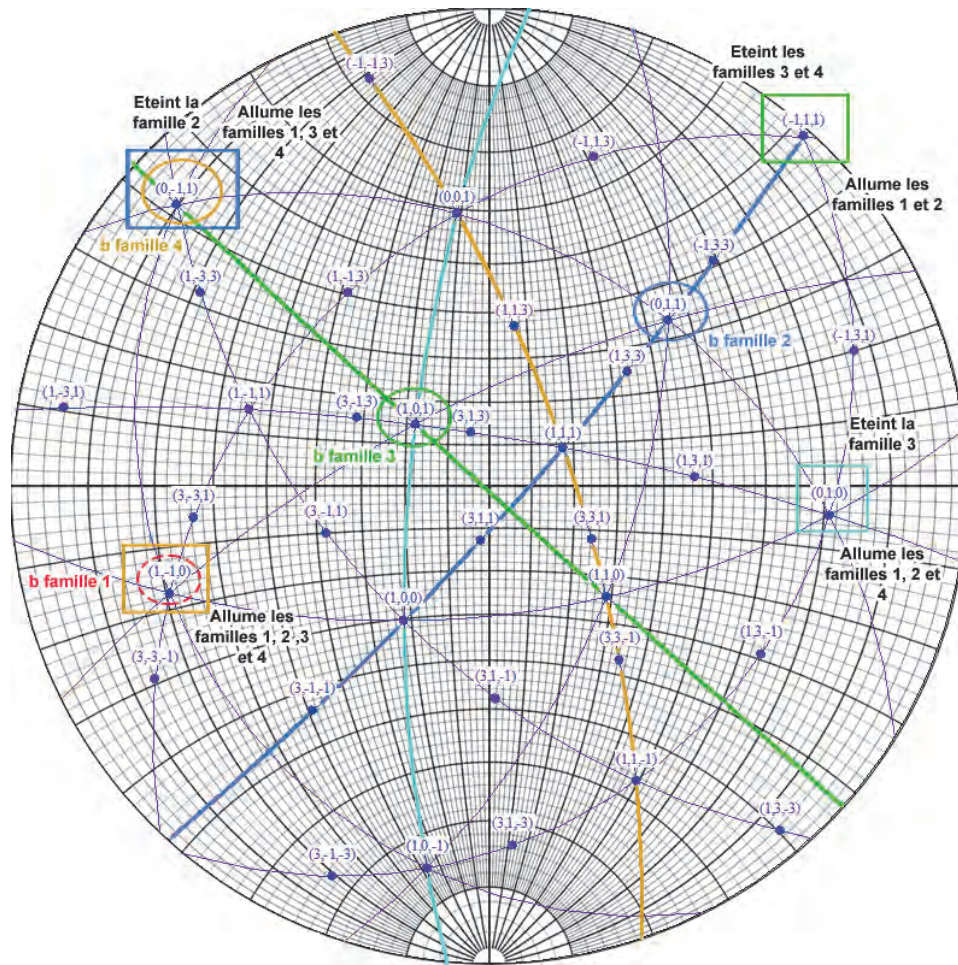 Eteint les
familles 3 et 4
(-1,-1,3)
Eteint la
famille 2
Allume les
familles 1, 3 et
4
(-1,1,1)
(-1,1,3)
(0,-1,1)
(0,0,1)
Allume les
familles 1 et 2
b famille 4
(-1,3,3)
(1,-3,3)
(1,-1,3)
(0,1,1)
(1,1,3)
b famille 2
(-1,3,1)
(1,3,3)
(1,-3,1)
(1,-1,1)
(3,-1,3)
(1,0,1)
(3,1,3)
(1,1,1)
Eteint la
famille 3
b famille 3
(1,3,1)
(0,1,0)
(3,-3,1)
(3,-1,1)
(3,1,1)
(3,3,1)
Allume les
familles 1, 2 et
4
b famille 1
(1,-1,0)
(1,1,0)
(1,0,0)
Allume les
familles 1, 2 ,3
et 4
(1,3,-1)
(3,3,-1)
(3,-3,-1)
(3,1,-1)
(3,-1,-1)
(1,1,-1)
(1,3,-3)
(3,1,-3)
(1,0,-1)
(3,-1,-3)